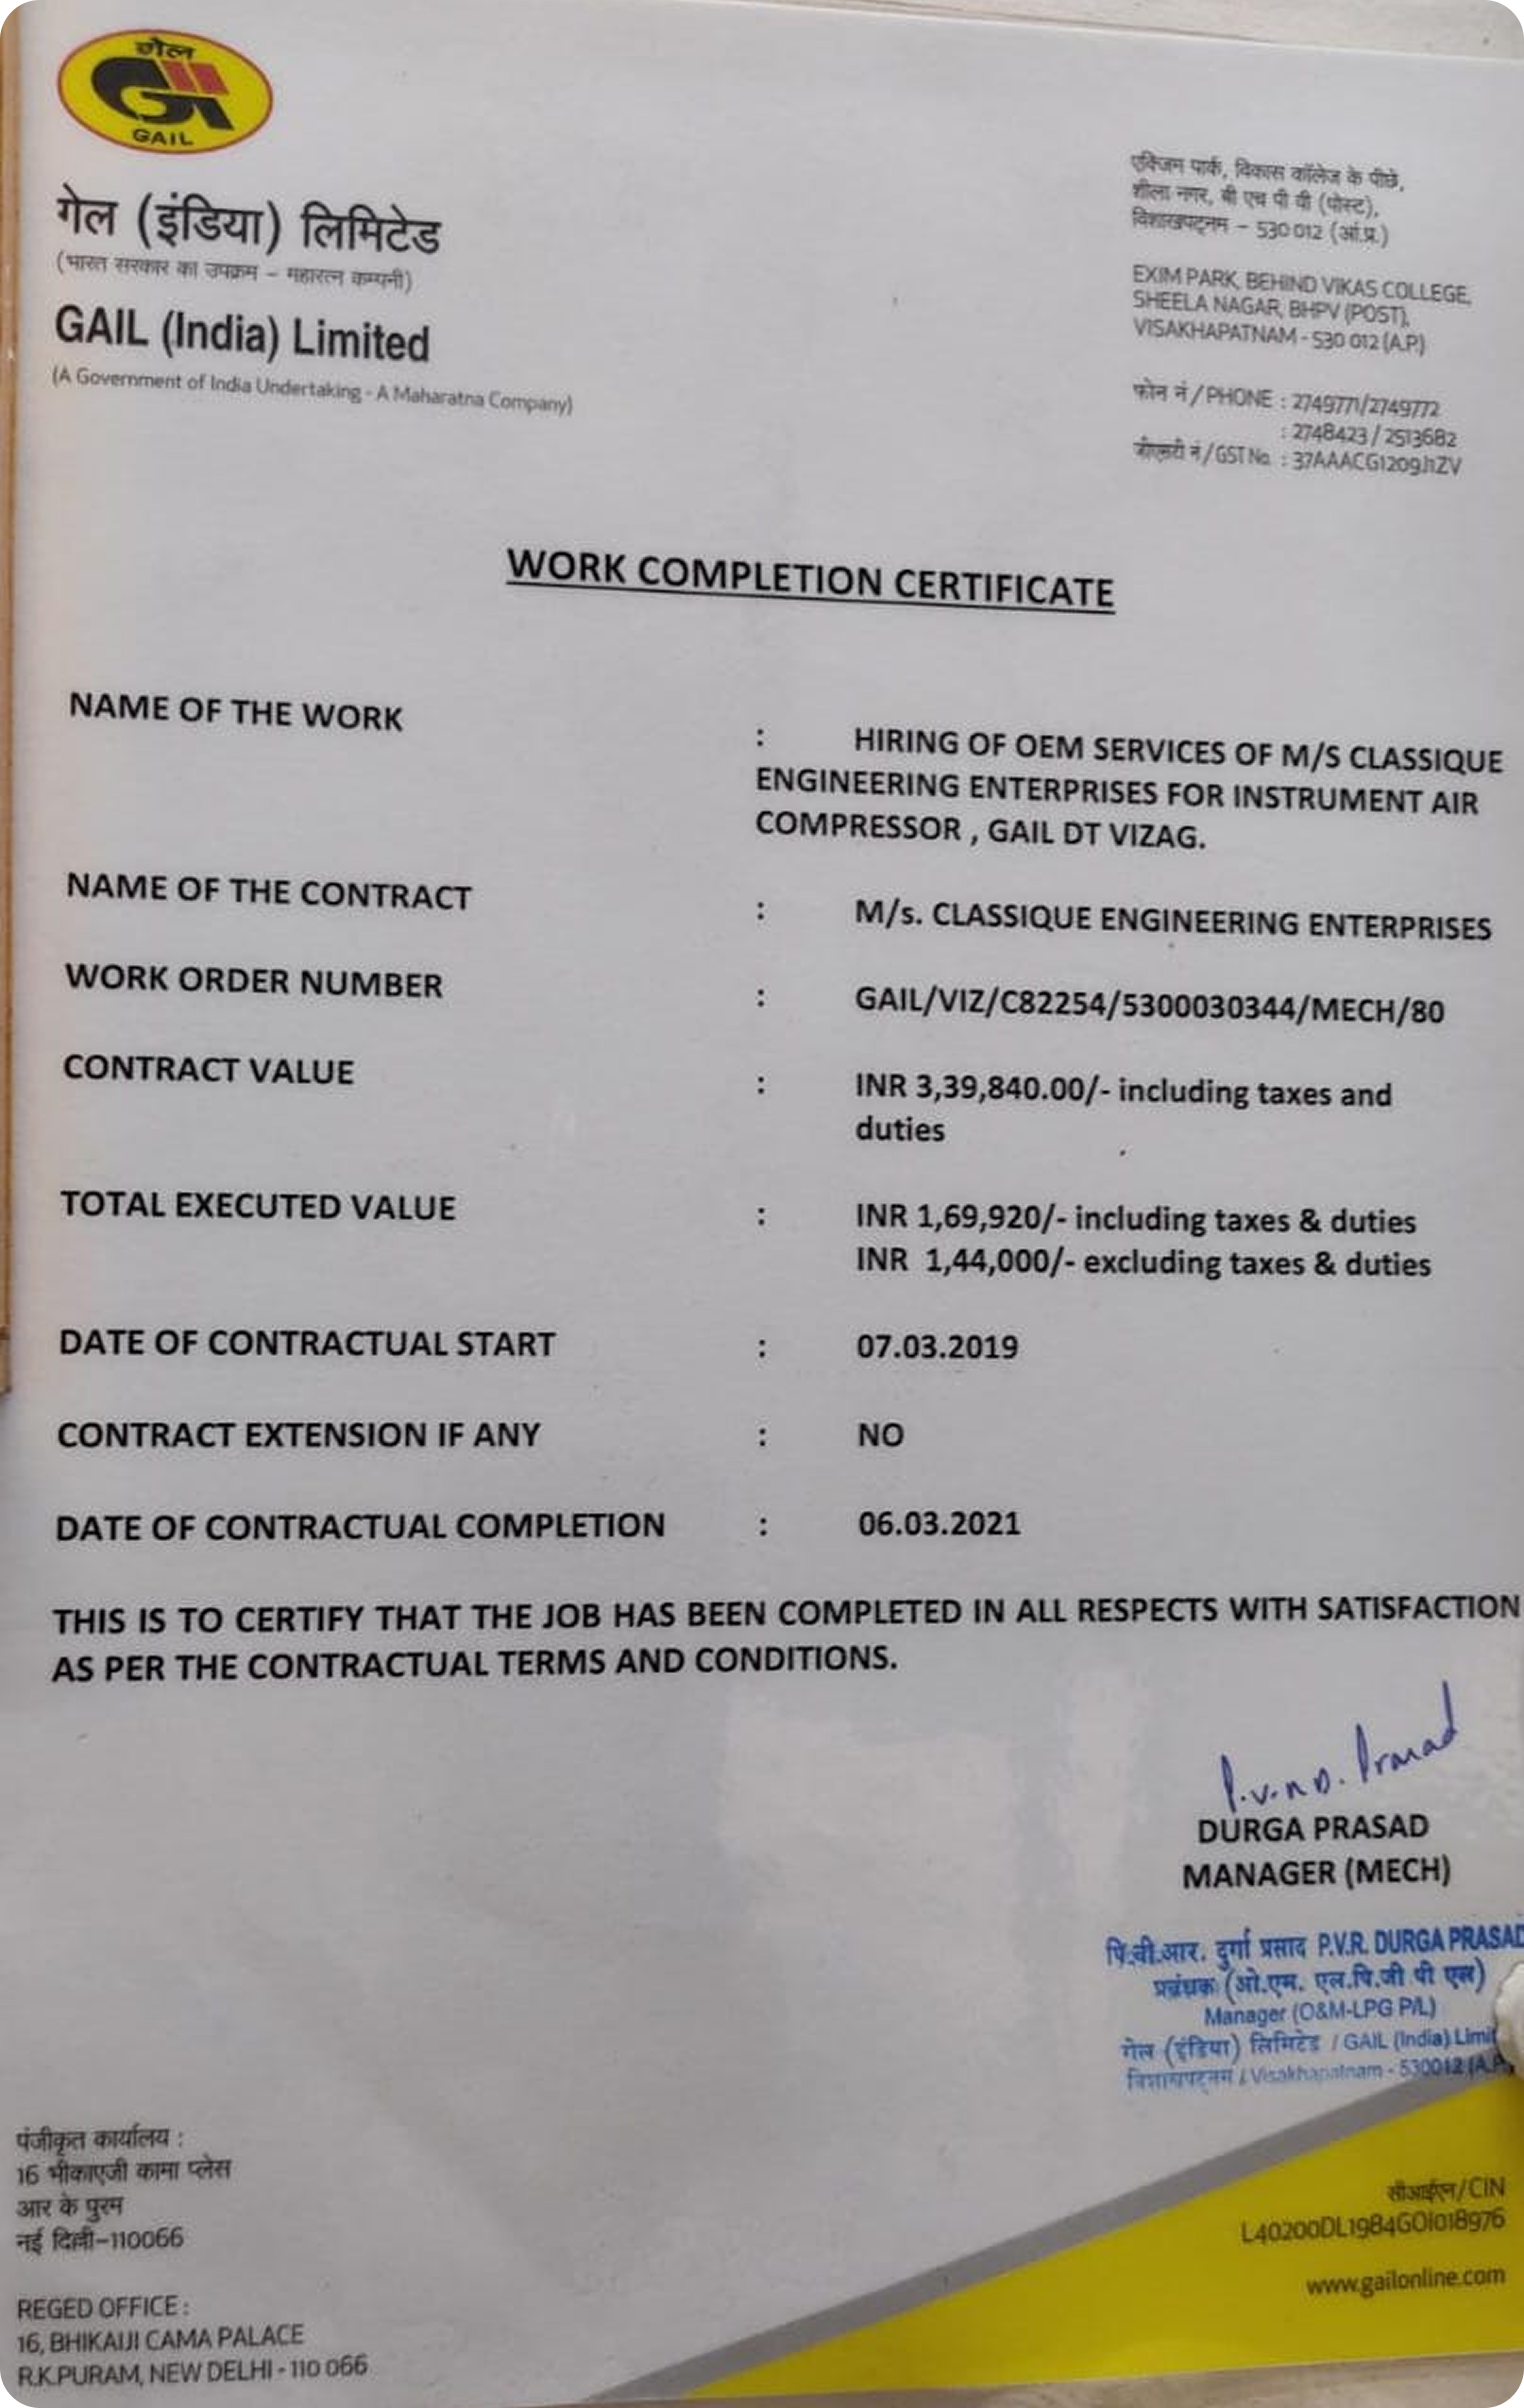 गेल
GAIL
गेल (इंडिया) लिमिटेड
(भारत सरकार का उपक्रम – महारत्न कम्पनी)
GAIL (India) Limited
(A Government of India Undertaking - A Maharatna Company)
एक्जिम पार्क, विकास कॉलेज के पीछे,
शीला नगर, बी एच पी वी (पोस्ट),
विशाखपट्नम – 530 012 (आं.प्र.)
EXIM PARK, BEHIND VIKAS COLLEGE,
SHEELA NAGAR, BHPV (POST),
VISAKHAPATNAM - 530 012 (A.P.)
फोन नं / PHONE : 2749771/2749772
: 2748423 / 2513682
जीएसटी नं / GST No. : 37AAACG1209J1ZV
WORK COMPLETION CERTIFICATE
NAME OF THE WORK
: HIRING OF OEM SERVICES OF M/S CLASSIQUE
ENGINEERING ENTERPRISES FOR INSTRUMENT AIR
COMPRESSOR , GAIL DT VIZAG.
NAME OF THE CONTRACT : M/s. CLASSIQUE ENGINEERING ENTERPRISES
WORK ORDER NUMBER : GAIL/VIZ/C82254/5300030344/MECH/80
CONTRACT VALUE : INR 3,39,840.00/- including taxes and
duties
TOTAL EXECUTED VALUE : INR 1,69,920/- including taxes & duties
INR 1,44,000/- excluding taxes & duties
DATE OF CONTRACTUAL START : 07.03.2019
CONTRACT EXTENSION IF ANY : NO
DATE OF CONTRACTUAL COMPLETION : 06.03.2021
THIS IS TO CERTIFY THAT THE JOB HAS BEEN COMPLETED IN ALL RESPECTS WITH SATISFACTION
AS PER THE CONTRACTUAL TERMS AND CONDITIONS.
Prasad
DURGA PRASAD
MANAGER (MECH)
पि.वी.आर. दुर्गा प्रसाद P.V.R. DURGA PRASAD
प्रबंधक (ओ.एम. एल.पि.जी पी एल)
Manager (O&M-LPG P/L)
गेल (इंडिया) लिमिटेड / GAIL (India) Limit
विशाखपट्नम / Visakhapatnam - 530012 (A.P.)
पंजीकृत कार्यालय :
16 भीकाएजी कामा प्लेस
आर के पुरम
नई दिल्ली–110066
REGED OFFICE :
16, BHIKAIJI CAMA PALACE
R.K.PURAM, NEW DELHI - 110 066
सीआईएन/CIN
L40200DL1984GOI018976
www.gailonline.com